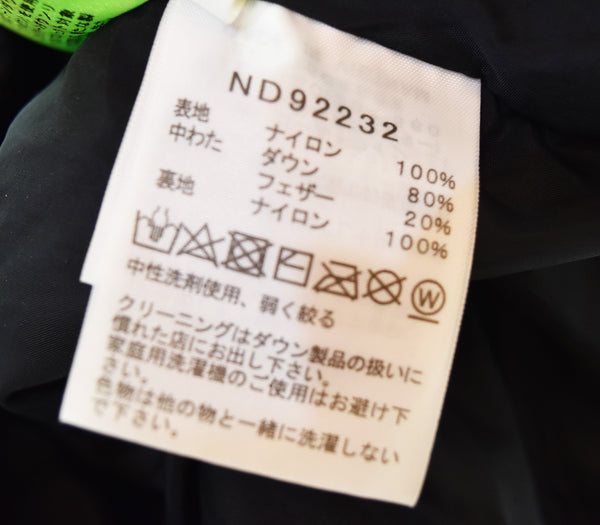 ND92232
表地 ナイロン 100%
中わた ダウン 80%
フェザー 20%
裏地 ナイロン 100%
W
中性洗剤使用、弱く絞る
クリーニングはダウン製品の扱いに
慣れた店にお出し下さい。
家庭用洗濯機のご使用はお避け下
さい。
色物は他の物と一緒に洗濯しない
で下さい。